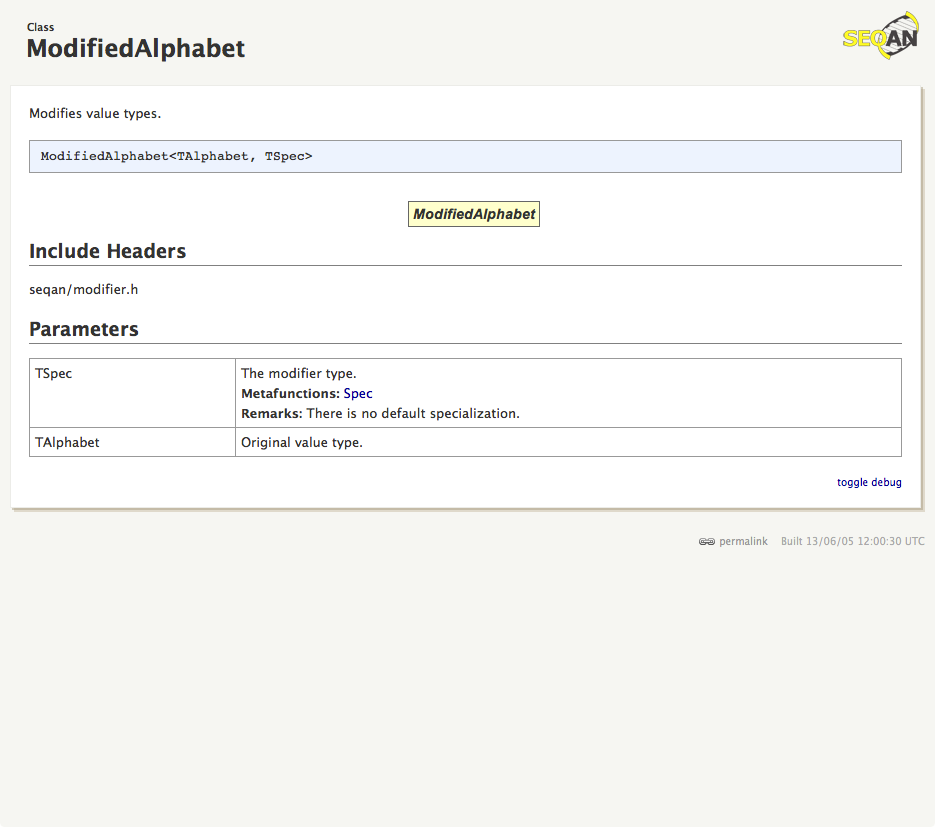 Class
ModifiedAlphabet
SEQAN
Modifies value types.
ModifiedAlphabet<TAlphabet, TSpec>
ModifiedAlphabet
Include Headers
seqan/modifier.h
Parameters
TSpec
The modifier type.
Metafunctions: Spec
Remarks: There is no default specialization.
TAlphabet
Original value type.
toggle debug
permalink Built 13/06/05 12:00:30 UTC